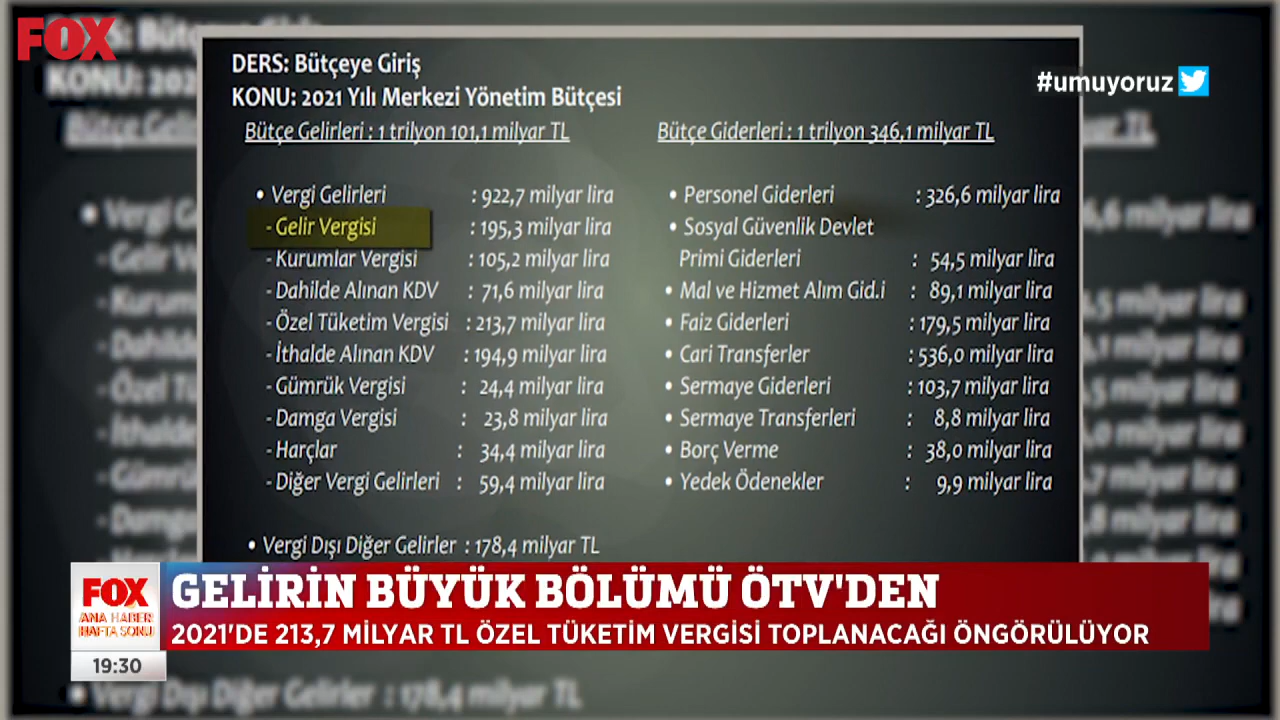 FOX
#umuyoruz
DERS: Bütçeye Giriş
KONU: 2021 Yılı Merkezi Yönetim Bütçesi
Bütçe Gelirleri : 1 trilyon 101,1 milyar TL
• Vergi Gelirleri : 922,7 milyar lira
- Gelir Vergisi : 195,3 milyar lira
- Kurumlar Vergisi : 105,2 milyar lira
- Dahilde Alınan KDV : 71,6 milyar lira
- Özel Tüketim Vergisi : 213,7 milyar lira
- İthalde Alınan KDV : 194,9 milyar lira
- Gümrük Vergisi : 24,4 milyar lira
- Damga Vergisi : 23,8 milyar lira
- Harçlar : 34,4 milyar lira
- Diğer Vergi Gelirleri : 59,4 milyar lira
• Vergi Dışı Diğer Gelirler : 178,4 milyar TL
Bütçe Giderleri : 1 trilyon 346,1 milyar TL
• Personel Giderleri : 326,6 milyar lira
• Sosyal Güvenlik Devlet
Primi Giderleri : 54,5 milyar lira
• Mal ve Hizmet Alım Gid.i : 89,1 milyar lira
• Faiz Giderleri : 179,5 milyar lira
• Cari Transferler : 536,0 milyar lira
• Sermaye Giderleri : 103,7 milyar lira
• Sermaye Transferleri : 8,8 milyar lira
• Borç Verme : 38,0 milyar lira
• Yedek Ödenekler : 9,9 milyar lira
FOX
ANA HABER
HAFTA SONU
19:30
GELİRİN BÜYÜK BÖLÜMÜ ÖTV'DEN
2021'DE 213,7 MİLYAR TL ÖZEL TÜKETİM VERGİSİ TOPLANACAĞI ÖNGÖRÜLÜYOR
Vergi Dışı Diğer Gelirler : 178,4 milyar TL